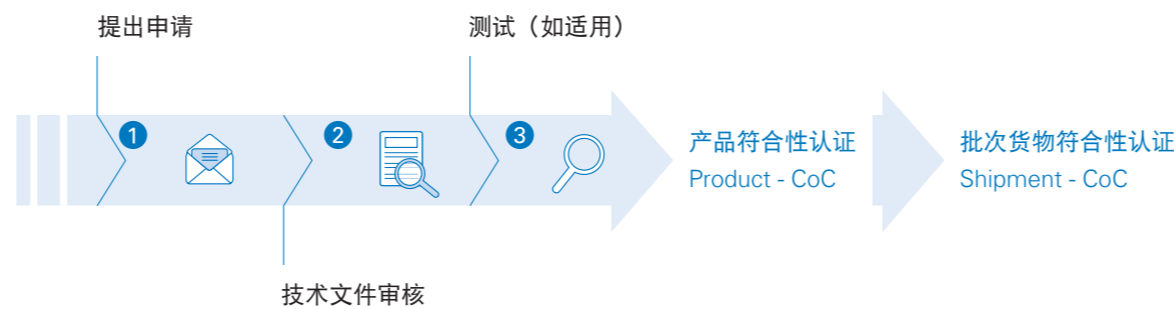 提出申请
测试（如适用）
1
2
3
产品符合性认证
Product - CoC
批次货物符合性认证
Shipment - CoC
技术文件审核